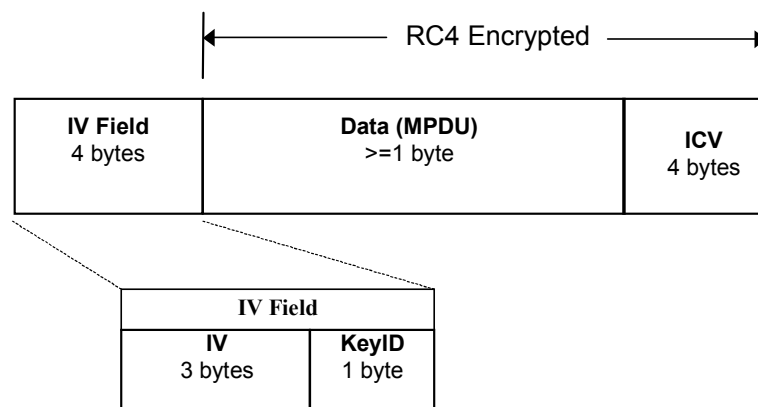 RC4 Encrypted
IV Field
4 bytes
Data (MPDU)
>=1 byte
ICV
4 bytes
IV Field
IV
3 bytes
KeyID
1 byte